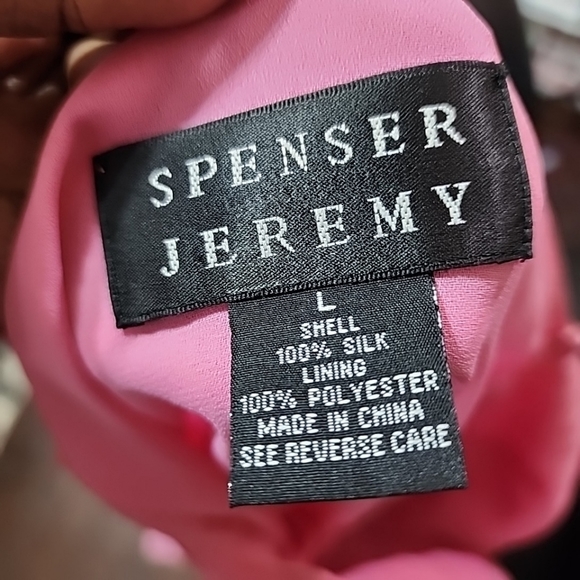 SPENSER
JEREMY
L
SHELL
100% SILK
LINING
100% POLYESTER
MADE IN CHINA
SEE REVERSE CARE